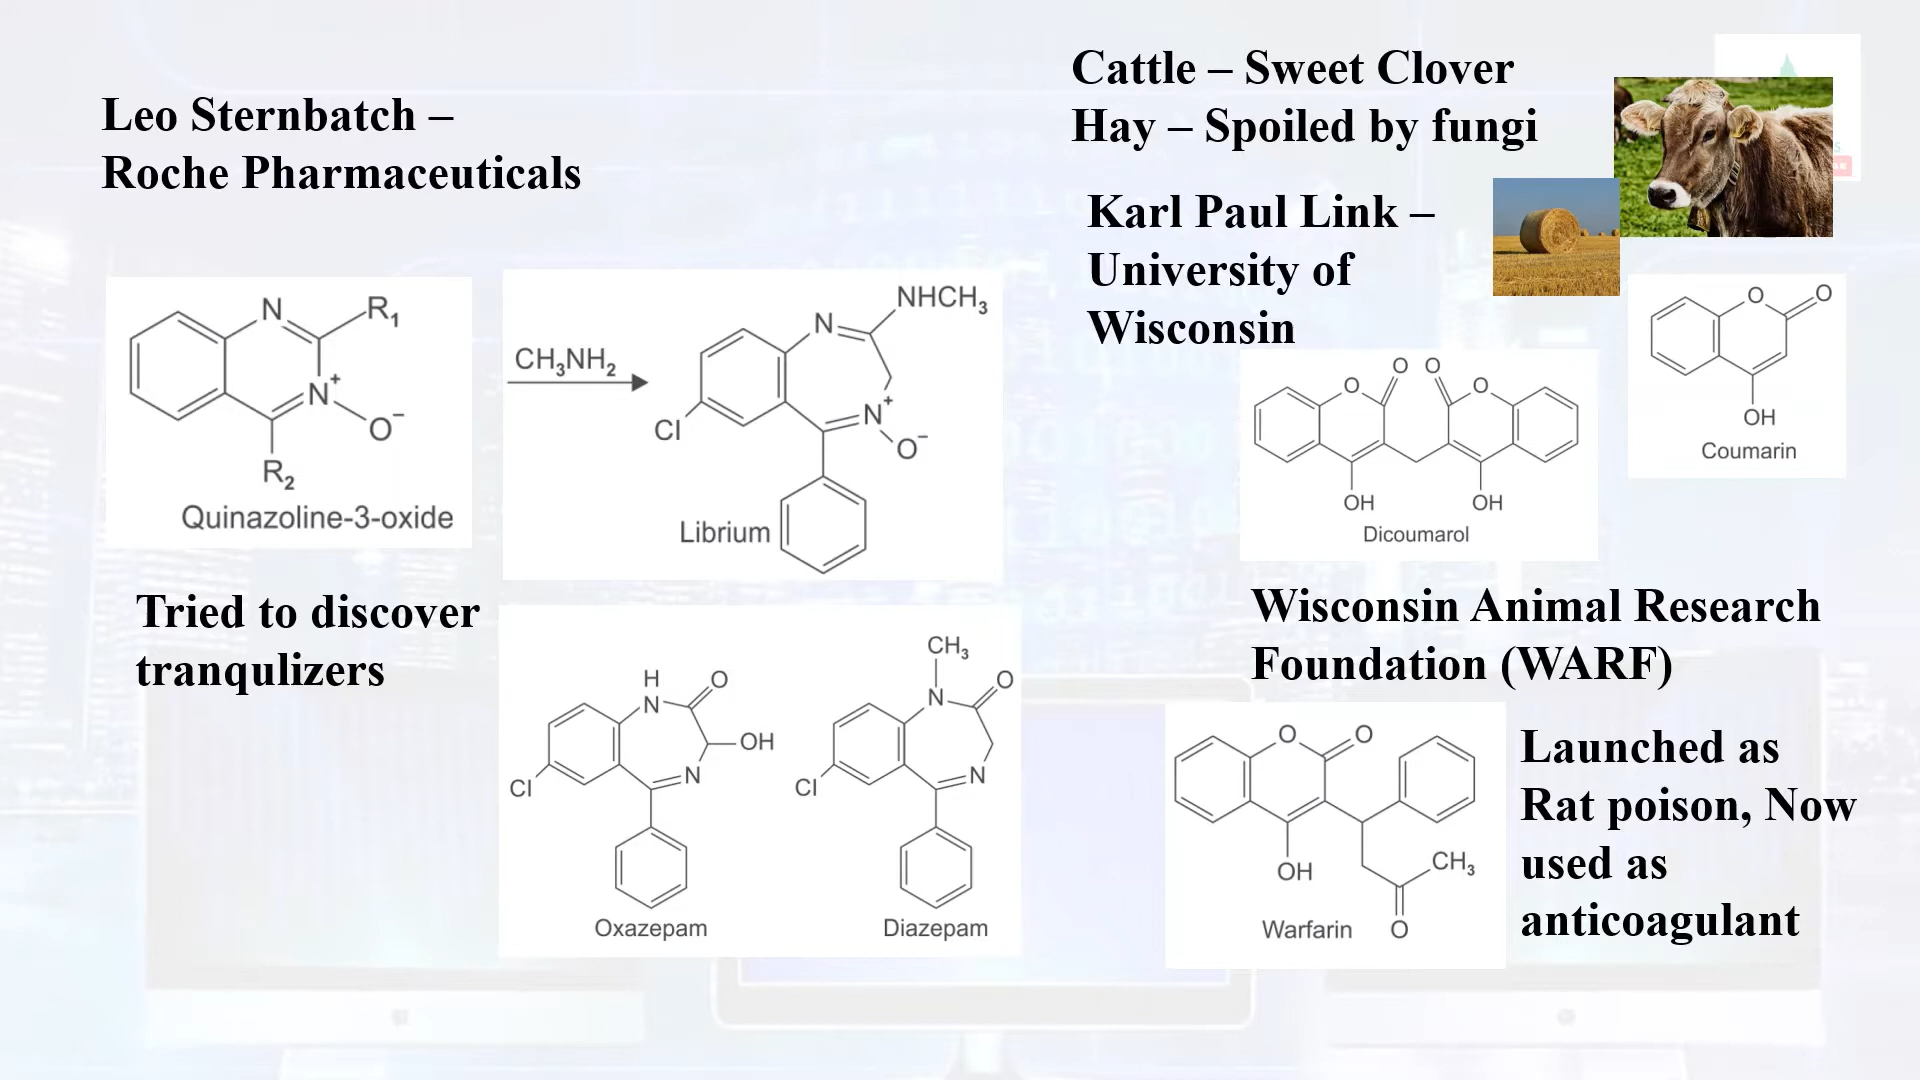 Leo Sternbatch –
Roche Pharmaceuticals
N
R1
N+
O−
R2
Quinazoline-3-oxide
CH3NH2
NHCH3
N
Cl
N+
O−
Librium
Tried to discover
tranqulizers
H
N
O
OH
Cl
N
Oxazepam
CH3
N
O
Cl
N
Diazepam
Cattle – Sweet Clover
Hay – Spoiled by fungi
Karl Paul Link –
University of
Wisconsin
O
O
OH
Coumarin
O
O
O
O
OH
OH
Dicoumarol
Wisconsin Animal Research
Foundation (WARF)
O
O
OH
CH3
O
Warfarin
Launched as
Rat poison, Now
used as
anticoagulant